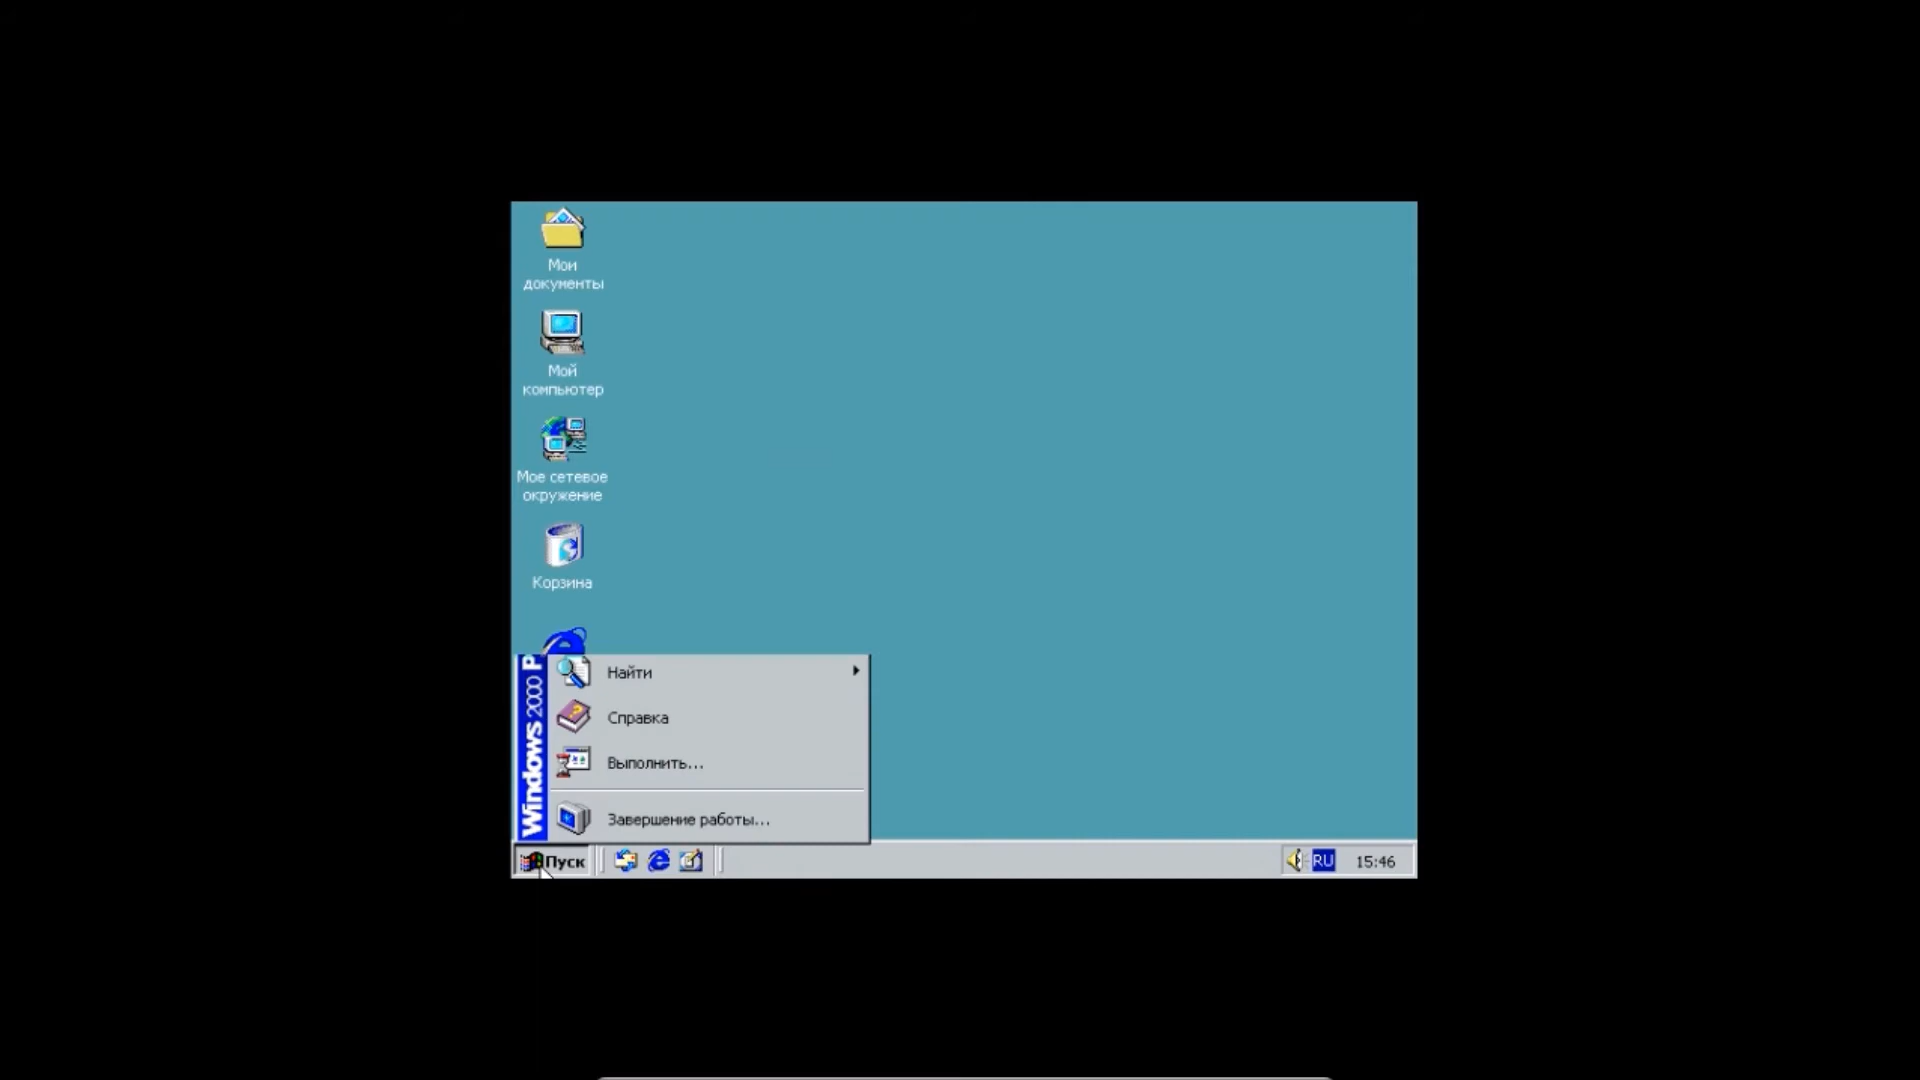 Мои
документы
Мой
компьютер
Мое сетевое
окружение
Корзина
Windows 2000 P
Найти
Справка
Выполнить...
Завершение работы...
Пуск
RU
15:46